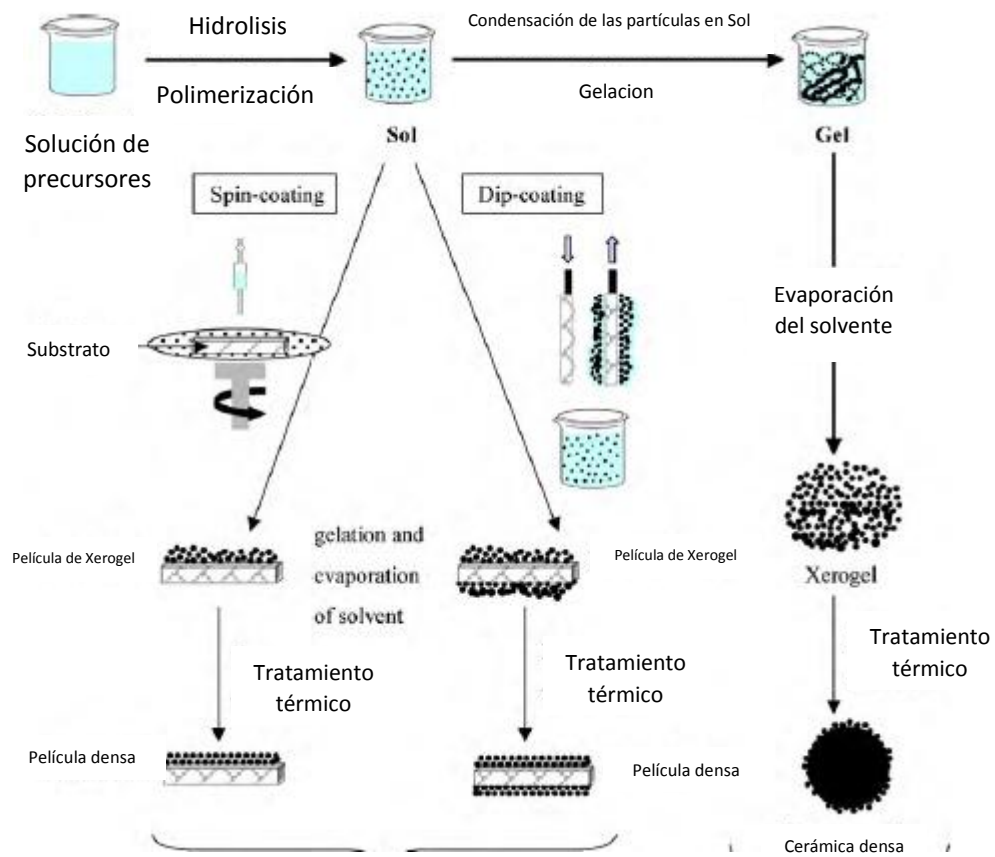 Hidrolisis
Polimerización
Condensación de las partículas en Sol
Gelacion
Solución de
precursores
Sol
Gel
Spin-coating
Dip-coating
Substrato
Evaporación
del solvente
Película de Xerogel
gelation and
evaporation
of solvent
Película de Xerogel
Xerogel
Tratamiento
térmico
Tratamiento
térmico
Tratamiento
térmico
Película densa
Película densa
Cerámica densa